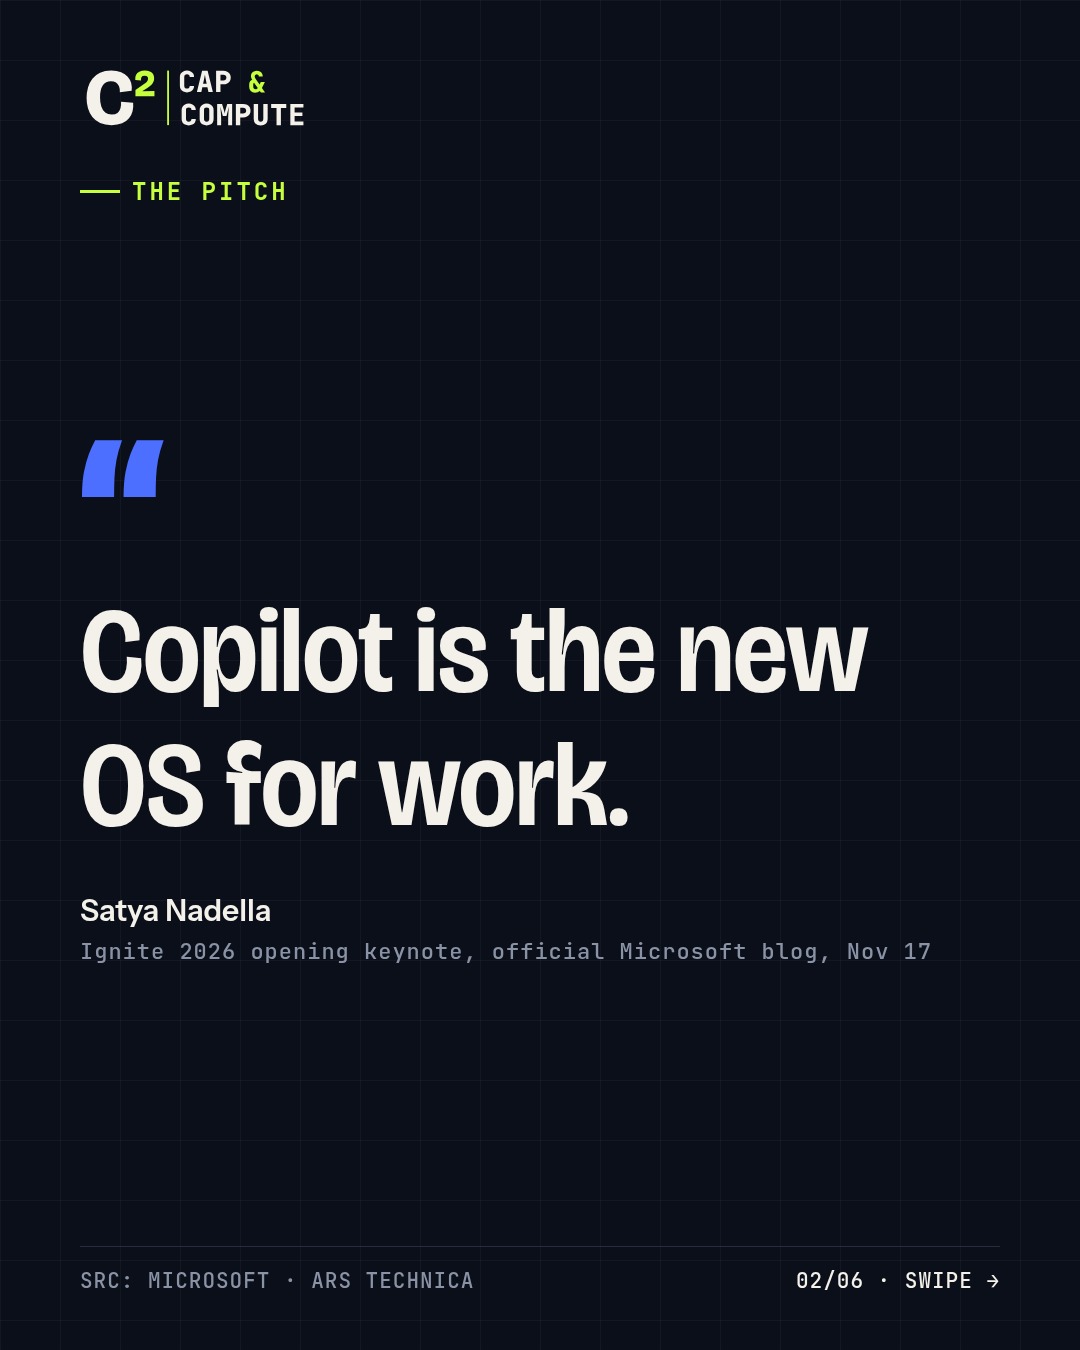 C² CAP &
COMPUTE
THE PITCH
“
Copilot is the new
OS for work.
Satya Nadella
Ignite 2026 opening keynote, official Microsoft blog, Nov 17
SRC: MICROSOFT · ARS TECHNICA
02/06 · SWIPE →